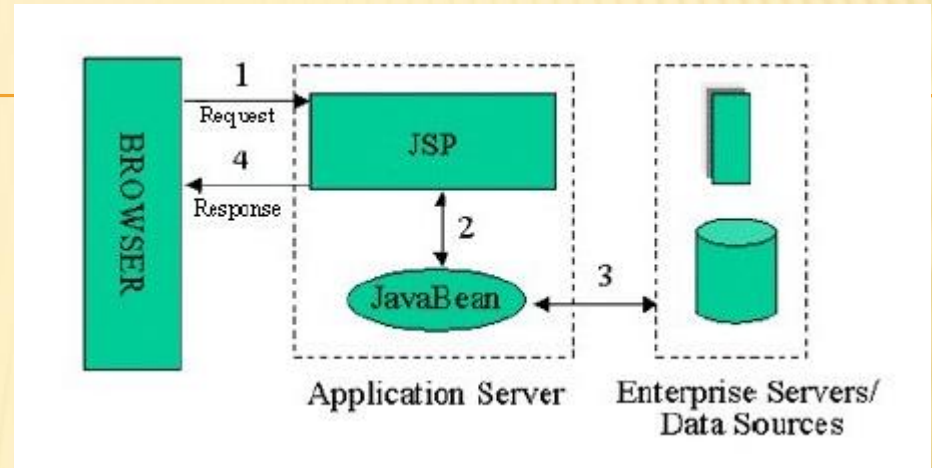 BROWSER
1
Request
4
Response
JSP
2
JavaBean
3
Application Server
Enterprise Servers/
Data Sources